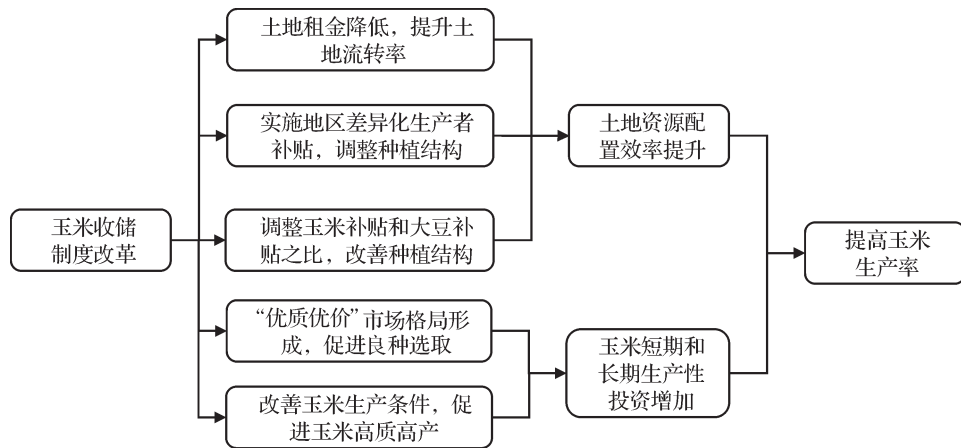 玉米收储
制度改革
土地租金降低，提升土
地流转率
实施地区差异化生产者
补贴，调整种植结构
调整玉米补贴和大豆补
贴之比，改善种植结构
“优质优价”市场格局形
成，促进良种选取
改善玉米生产条件，促
进玉米高质高产
土地资源配
置效率提升
玉米短期和
长期生产性
投资增加
提高玉米
生产率